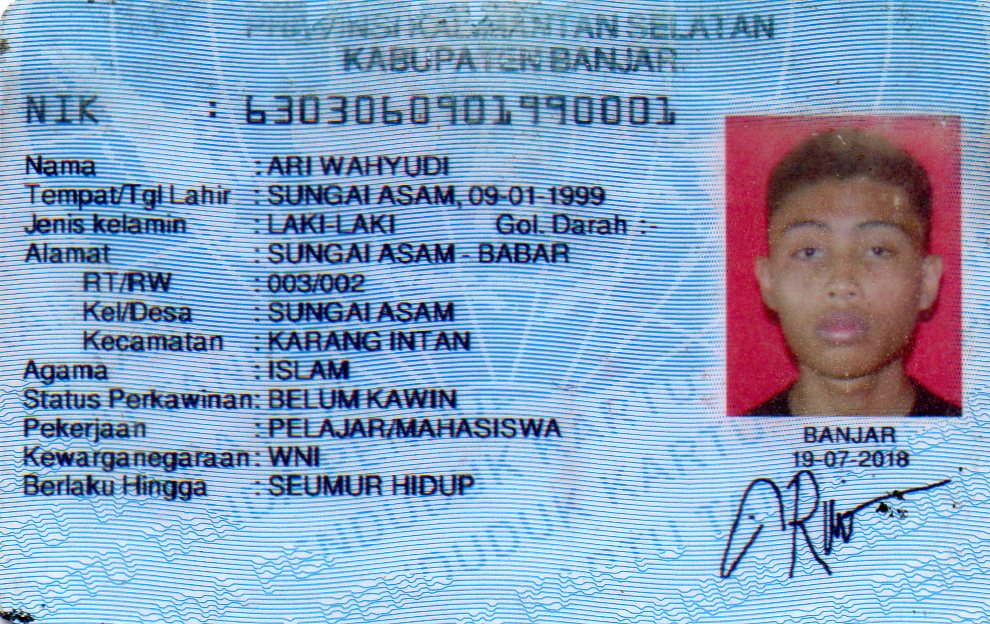 PROVINSI KALIMANTAN SELATAN
KABUPATEN BANJAR
NIK : 6303060901990001
Nama : ARI WAHYUDI
Tempat/Tgl Lahir : SUNGAI ASAM, 09-01-1999
Jenis kelamin : LAKI-LAKI Gol. Darah :-
Alamat : SUNGAI ASAM - BABAR
RT/RW : 003/002
Kel/Desa : SUNGAI ASAM
Kecamatan : KARANG INTAN
Agama : ISLAM
Status Perkawinan: BELUM KAWIN
Pekerjaan : PELAJAR/MAHASISWA
Kewarganegaraan: WNI
Berlaku Hingga : SEUMUR HIDUP
BANJAR
19-07-2018